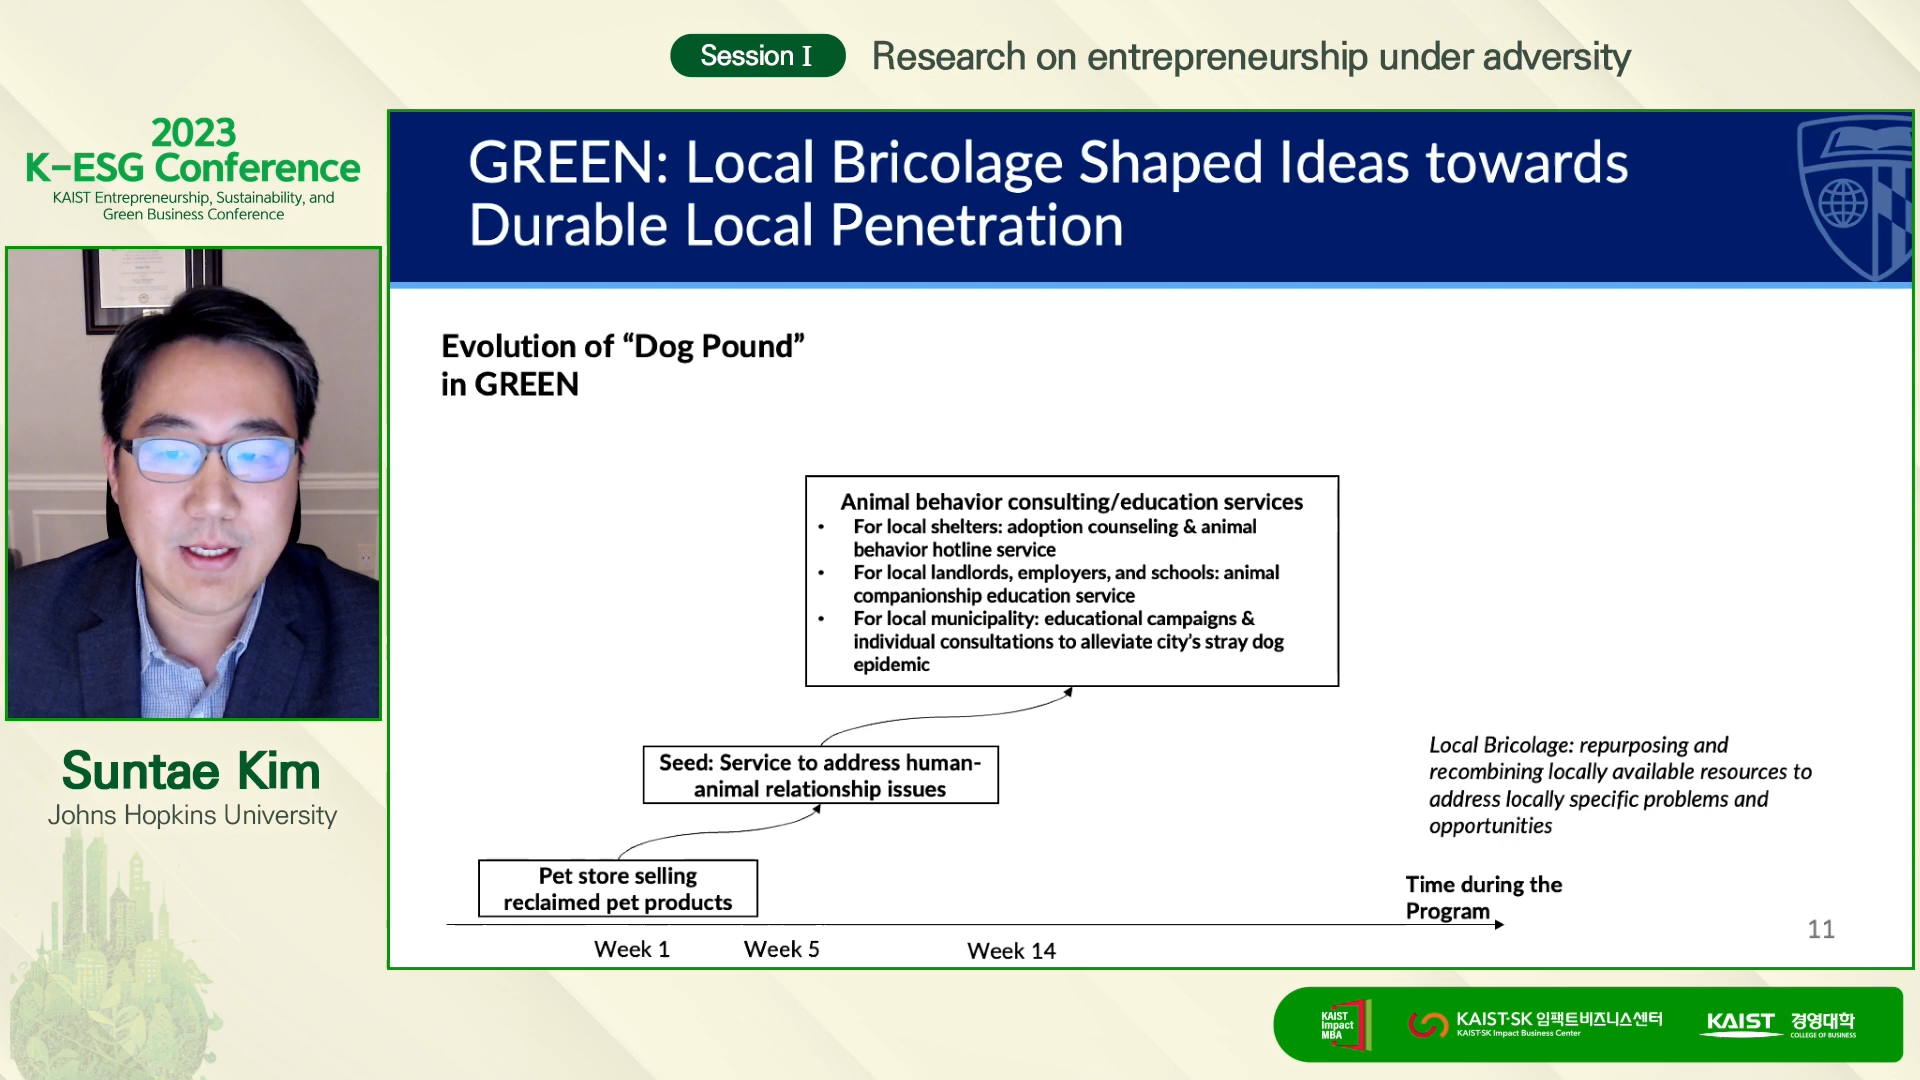 Session I
Research on entrepreneurship under adversity
2023
K-ESG Conference
KAIST Entrepreneurship, Sustainability, and
Green Business Conference
Suntae Kim
Johns Hopkins University
GREEN: Local Bricolage Shaped Ideas towards
Durable Local Penetration
Evolution of “Dog Pound”
in GREEN
Animal behavior consulting/education services
• For local shelters: adoption counseling & animal
behavior hotline service
• For local landlords, employers, and schools: animal
companionship education service
• For local municipality: educational campaigns &
individual consultations to alleviate city’s stray dog
epidemic
Seed: Service to address human-
animal relationship issues
Pet store selling
reclaimed pet products
Local Bricolage: repurposing and
recombining locally available resources to
address locally specific problems and
opportunities
Time during the
Program
Week 1
Week 5
Week 14
11
KAIST
Impact
MBA
KAIST-SK 임팩트비즈니스센터
KAIST-SK Impact Business Center
KAIST
경영대학
COLLEGE OF BUSINESS